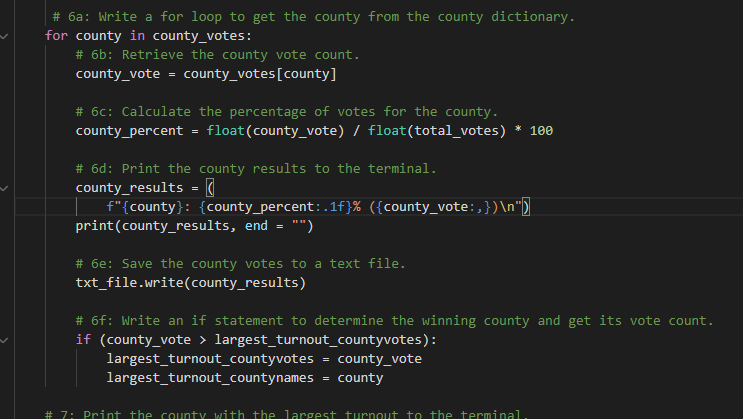 # 6a: Write a for loop to get the county from the county dictionary.
for county in county_votes:
# 6b: Retrieve the county vote count.
county_vote = county_votes[county]
# 6c: Calculate the percentage of votes for the county.
county_percent = float(county_vote) / float(total_votes) * 100
# 6d: Print the county results to the terminal.
county_results = (
f"{county}: {county_percent:.1f}% ({county_vote:,})\n")
print(county_results, end = "")
# 6e: Save the county votes to a text file.
txt_file.write(county_results)
# 6f: Write an if statement to determine the winning county and get its vote count.
if (county_vote > largest_turnout_countyvotes):
largest_turnout_countyvotes = county_vote
largest_turnout_countynames = county
# 7: Print the county with the largest turnout to the terminal.